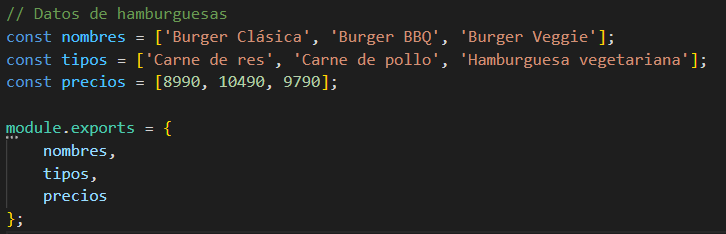 // Datos de hamburguesas
const nombres = ['Burger Clásica', 'Burger BBQ', 'Burger Veggie'];
const tipos = ['Carne de res', 'Carne de pollo', 'Hamburguesa vegetariana'];
const precios = [8990, 10490, 9790];

module.exports = {
    nombres,
    tipos,
    precios
};